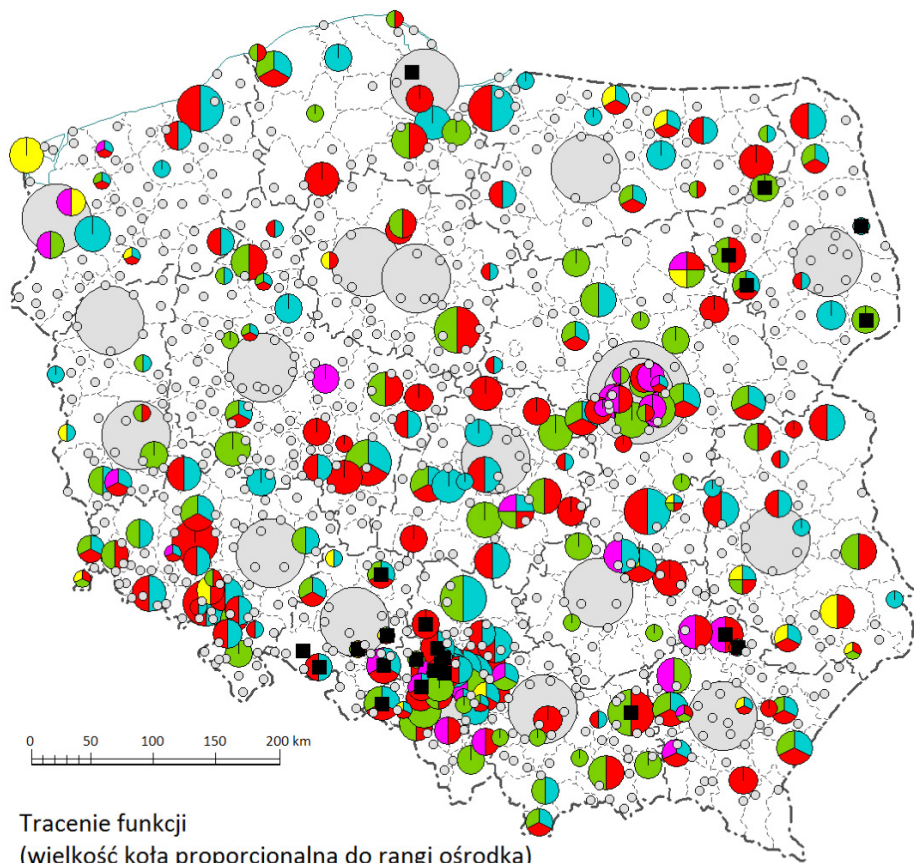 0 50 100 150 200 km
Tracenie funkcji
(wielkość koła proporcjonalna do rangi ośrodka)